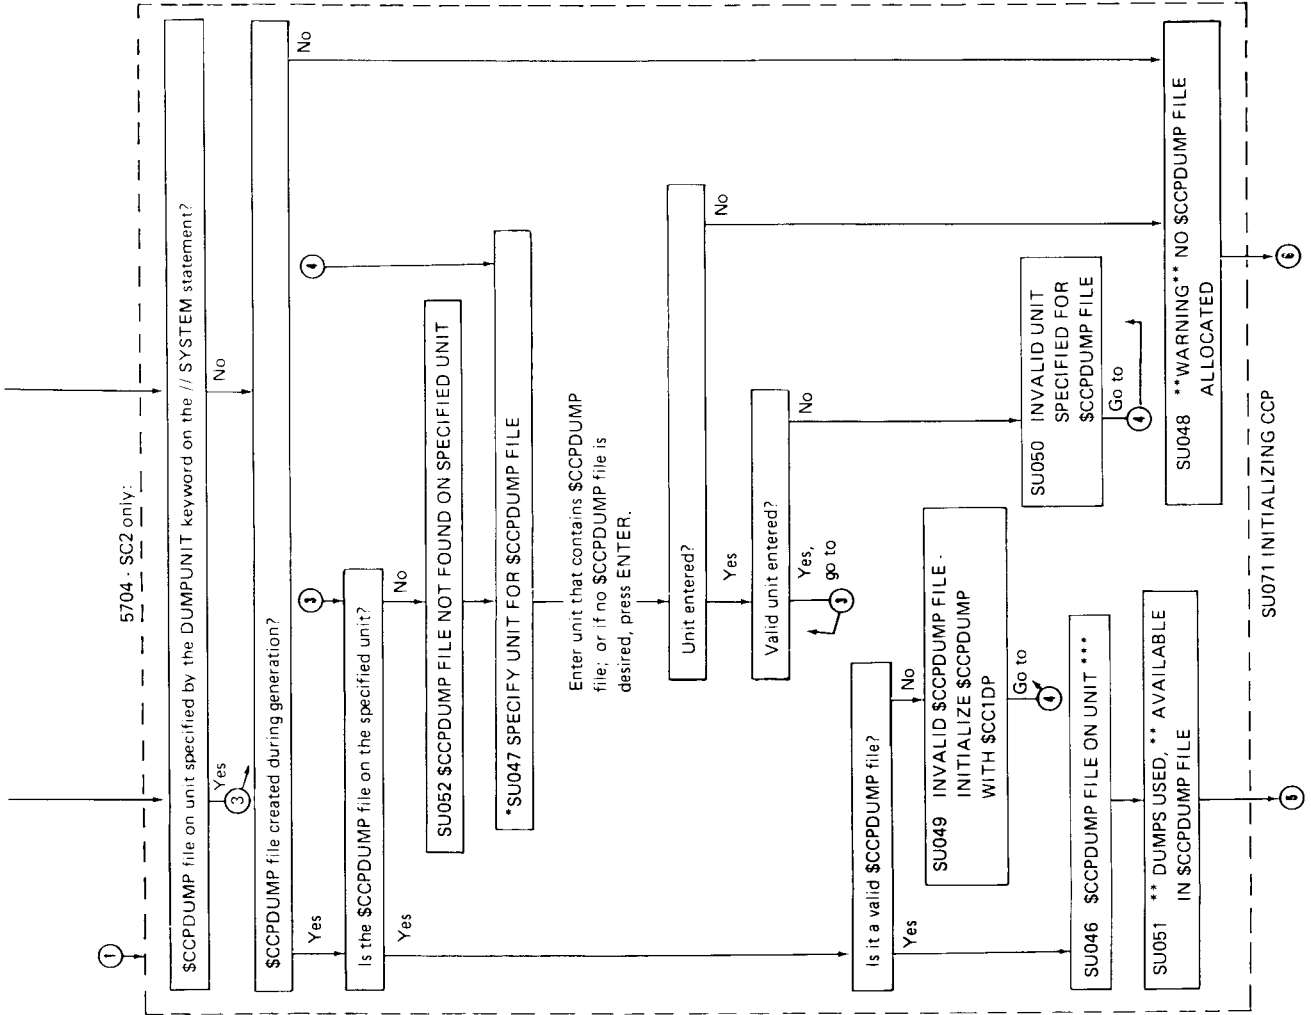 5704 - SC2 only:
1
$CCPDUMP file on unit specified by the DUMPUNIT keyword on the // SYSTEM statement?
Yes
3
No
$CCPDUMP file created during generation?
Yes
3
4
No
Is the $CCPDUMP file on the specified unit?
Yes
No
SU052 $CCPDUMP FILE NOT FOUND ON SPECIFIED UNIT
*SU047 SPECIFY UNIT FOR $CCPDUMP FILE
Enter unit that contains $CCPDUMP
file; or if no $CCPDUMP file is
desired, press ENTER.
Unit entered?
Yes
No
Valid unit entered?
Yes,
go to
3
No
Is it a valid $CCPDUMP file?
Yes
No
SU049 INVALID $CCPDUMP FILE -
INITIALIZE $CCPDUMP
WITH $CC1DP
Go to
4
SU050 INVALID UNIT
SPECIFIED FOR
$CCPDUMP FILE
Go to
4
SU046 $CCPDUMP FILE ON UNIT ***
SU051 ** DUMPS USED, ** AVAILABLE
IN $CCPDUMP FILE
SU048 **WARNING** NO $CCPDUMP FILE
ALLOCATED
SU071 INITIALIZING CCP
5
6